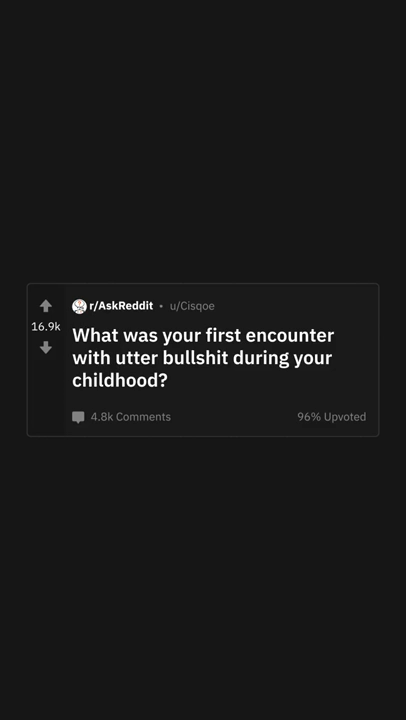 r/AskReddit • u/Cisqoe
16.9k
What was your first encounter
with utter bullshit during your
childhood?
4.8k Comments 96% Upvoted